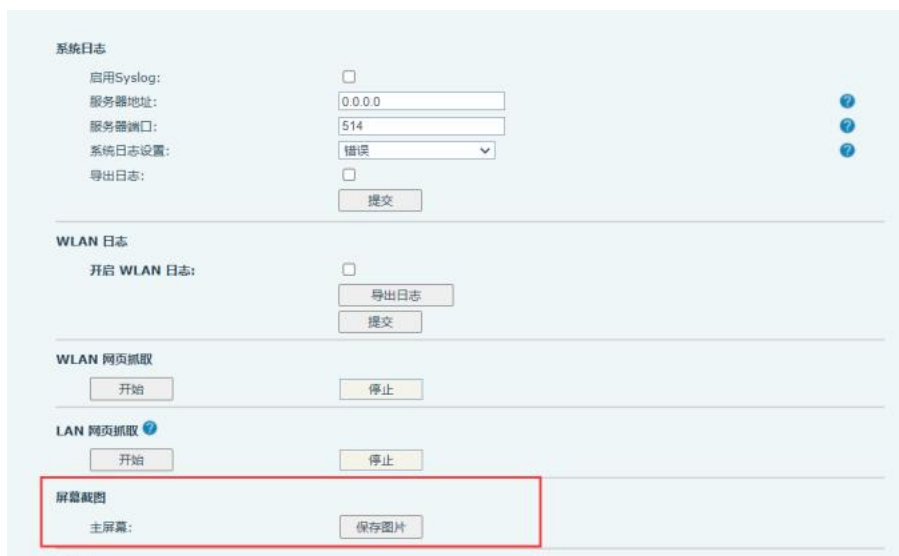 系统日志
启用Syslog:
服务器地址: 0.0.0.0
服务器端口: 514
系统日志设置: 错误
导出日志:
提交
WLAN 日志
开启 WLAN 日志:
导出日志
提交
WLAN 网页抓取
开始 停止
LAN 网页抓取
开始 停止
屏幕截图
主屏幕: 保存图片